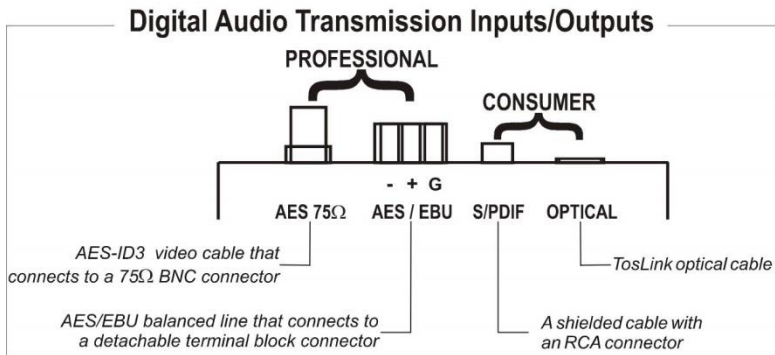 Digital Audio Transmission Inputs/Outputs
PROFESSIONAL
CONSUMER
- + G
AES 75Ω AES / EBU S/PDIF OPTICAL
AES-ID3 video cable that
connects to a 75Ω BNC connector
TosLink optical cable
AES/EBU balanced line that connects to
a detachable terminal block connector
A shielded cable with
an RCA connector